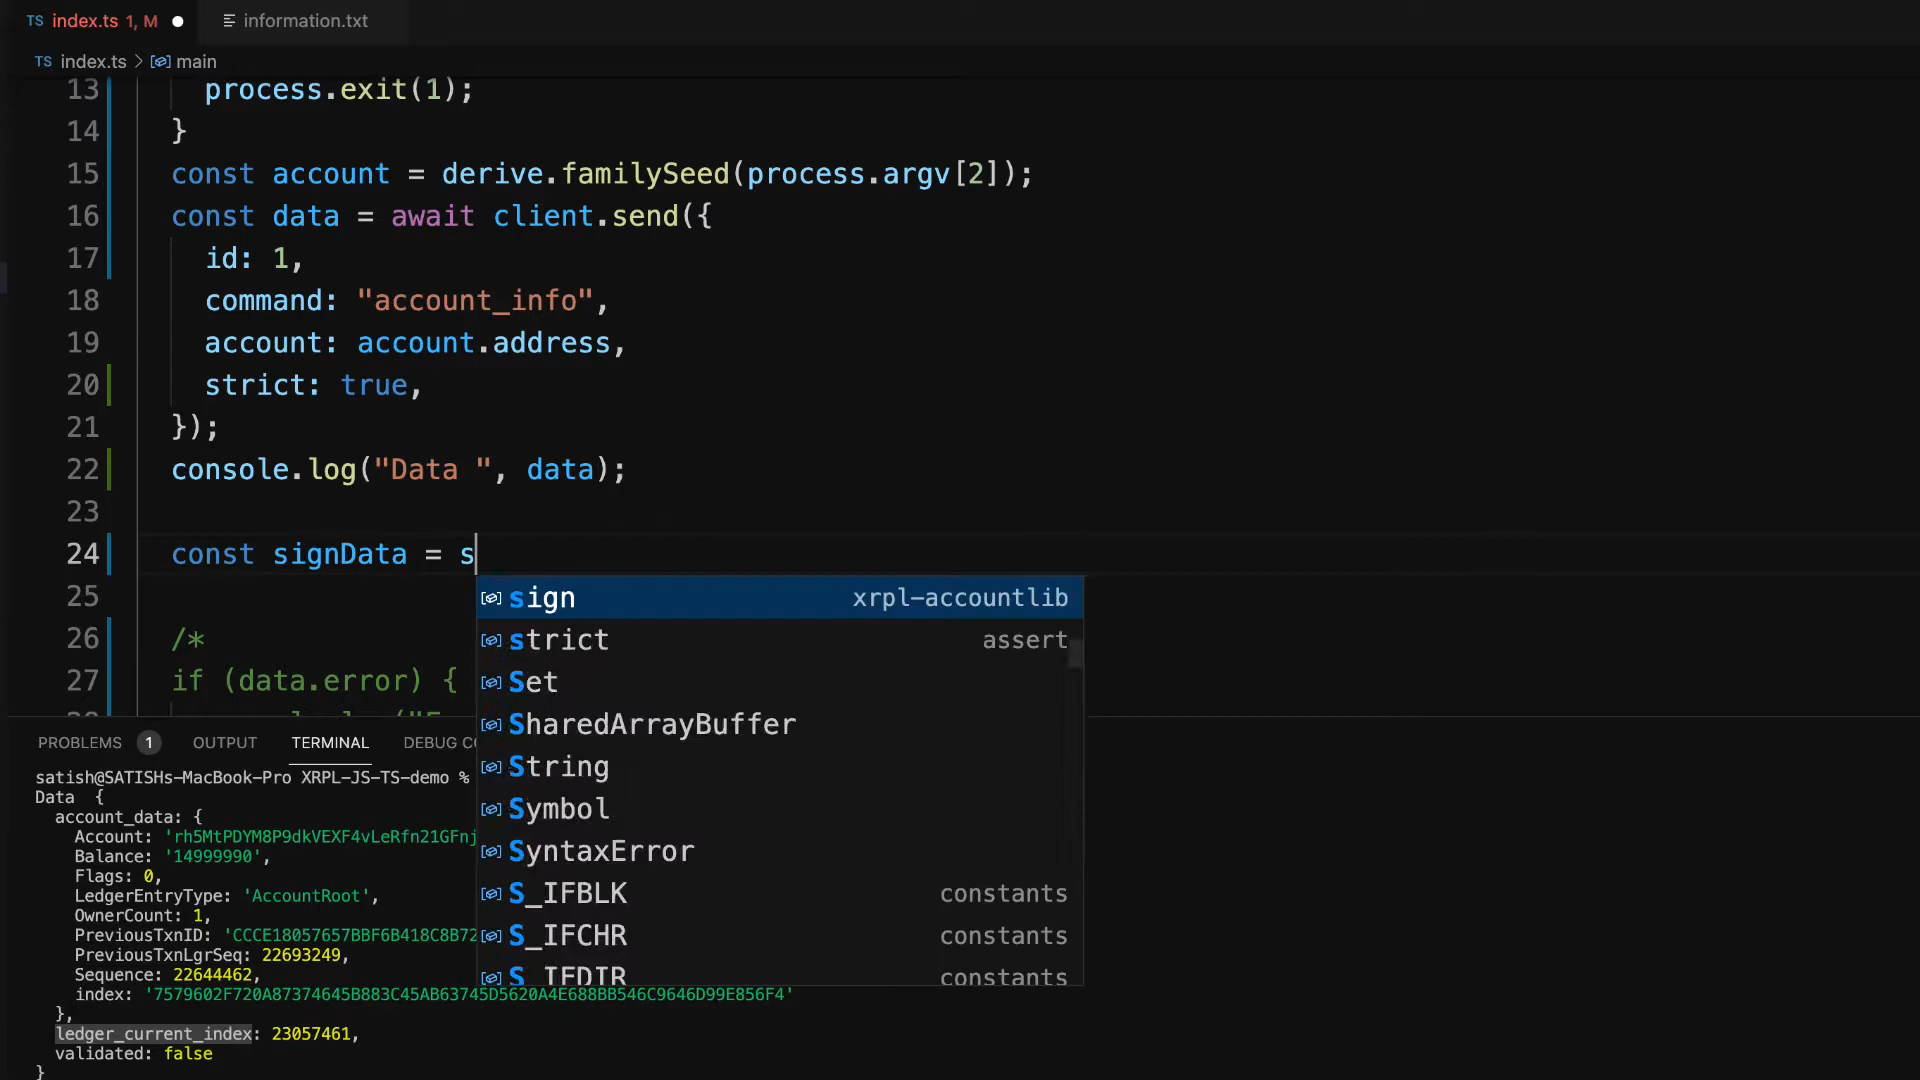 TS index.ts 1, M ● information.txt
TS index.ts > main
13 process.exit(1);
14 }
15 const account = derive.familySeed(process.argv[2]);
16 const data = await client.send({
17 id: 1,
18 command: "account_info",
19 account: account.address,
20 strict: true,
21 });
22 console.log("Data ", data);
23
24 const signData = s
25
sign xrpl-accountlib
26 /*
strict assert
27 if (data.error) {
Set
SharedArrayBuffer
String
Symbol
SyntaxError
S_IFBLK constants
S_IFCHR constants
S_IFDIR constants
PROBLEMS 1 OUTPUT TERMINAL
satish@SATISHs-MacBook-Pro XRPL-JS-TS-demo %
Data {
account_data: {
Account: 'rh5MtPDYM8P9dkVEXF4vLeRfn21GFnj
Balance: '14999990',
Flags: 0,
LedgerEntryType: 'AccountRoot',
OwnerCount: 1,
PreviousTxnID: 'CCCE18057657BBF6B418C8B72
PreviousTxnLgrSeq: 22693249,
Sequence: 22644462,
index: '7579602F720A87374645B883C45AB63745D5620A4E688BB546C9646D99E856F4'
},
ledger_current_index: 23057461,
validated: false
}